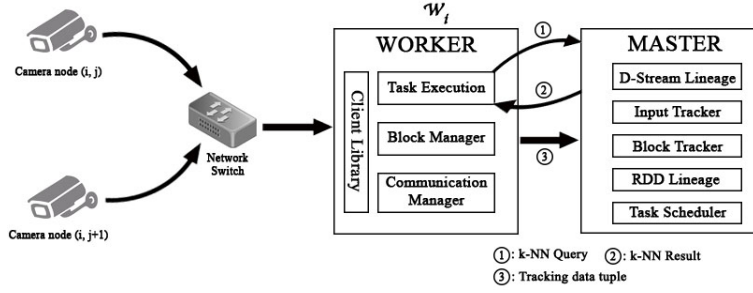 𝒲i
WORKER
MASTER
Camera node (i, j)
Network
Switch
Camera node (i, j+1)
Client Library
Task Execution
Block Manager
Communication
Manager
①
②
③
D-Stream Lineage
Input Tracker
Block Tracker
RDD Lineage
Task Scheduler
①: k-NN Query ②: k-NN Result
③: Tracking data tuple